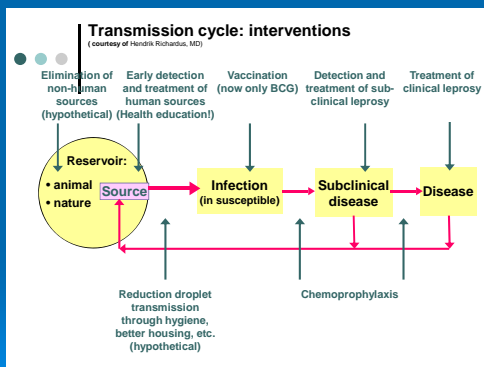 Transmission cycle: interventions
( courtesy of Hendrik Richardus, MD)
Elimination of
non-human
sources
(hypothetical)
Early detection
and treatment of
human sources
(Health education!)
Vaccination
(now only BCG)
Detection and
treatment of sub-
clinical leprosy
Treatment of
clinical leprosy
Reservoir:
• animal
• nature
Source
Infection
(in susceptible)
Subclinical
disease
Disease
Reduction droplet
transmission
through hygiene,
better housing, etc.
(hypothetical)
Chemoprophylaxis